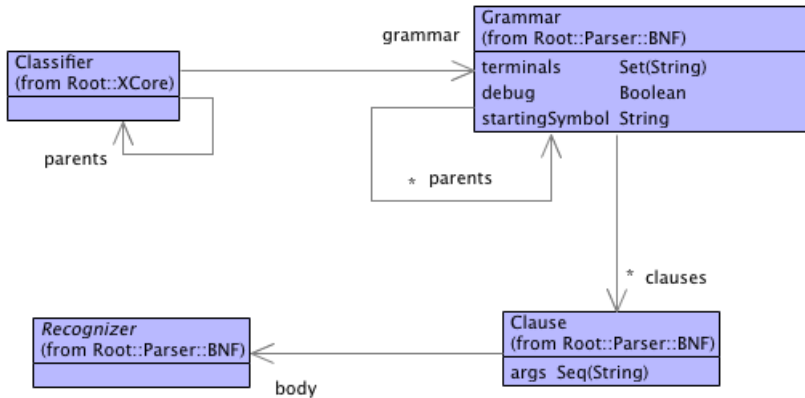 Grammar
(from Root::Parser::BNF)
terminals Set(String)
debug Boolean
startingSymbol String
grammar
Classifier
(from Root::XCore)
parents
* parents
* clauses
Recognizer
(from Root::Parser::BNF)
Clause
(from Root::Parser::BNF)
args Seq(String)
body